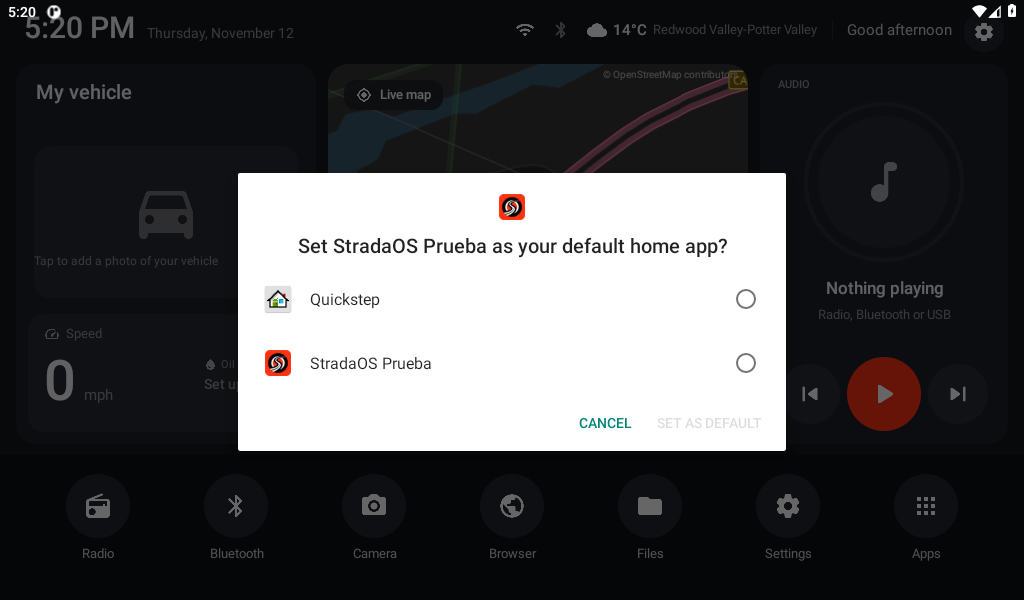 5:20
5:20 PM
Thursday, November 12
14°C
Redwood Valley-Potter Valley
Good afternoon
My vehicle
Live map
© OpenStreetMap contributors
CA
AUDIO
Tap to add a photo of your vehicle
Set StradaOS Prueba as your default home app?
Quickstep
StradaOS Prueba
CANCEL
SET AS DEFAULT
Nothing playing
Radio, Bluetooth or USB
Speed
0
mph
Oil
Set up
Radio
Bluetooth
Camera
Browser
Files
Settings
Apps